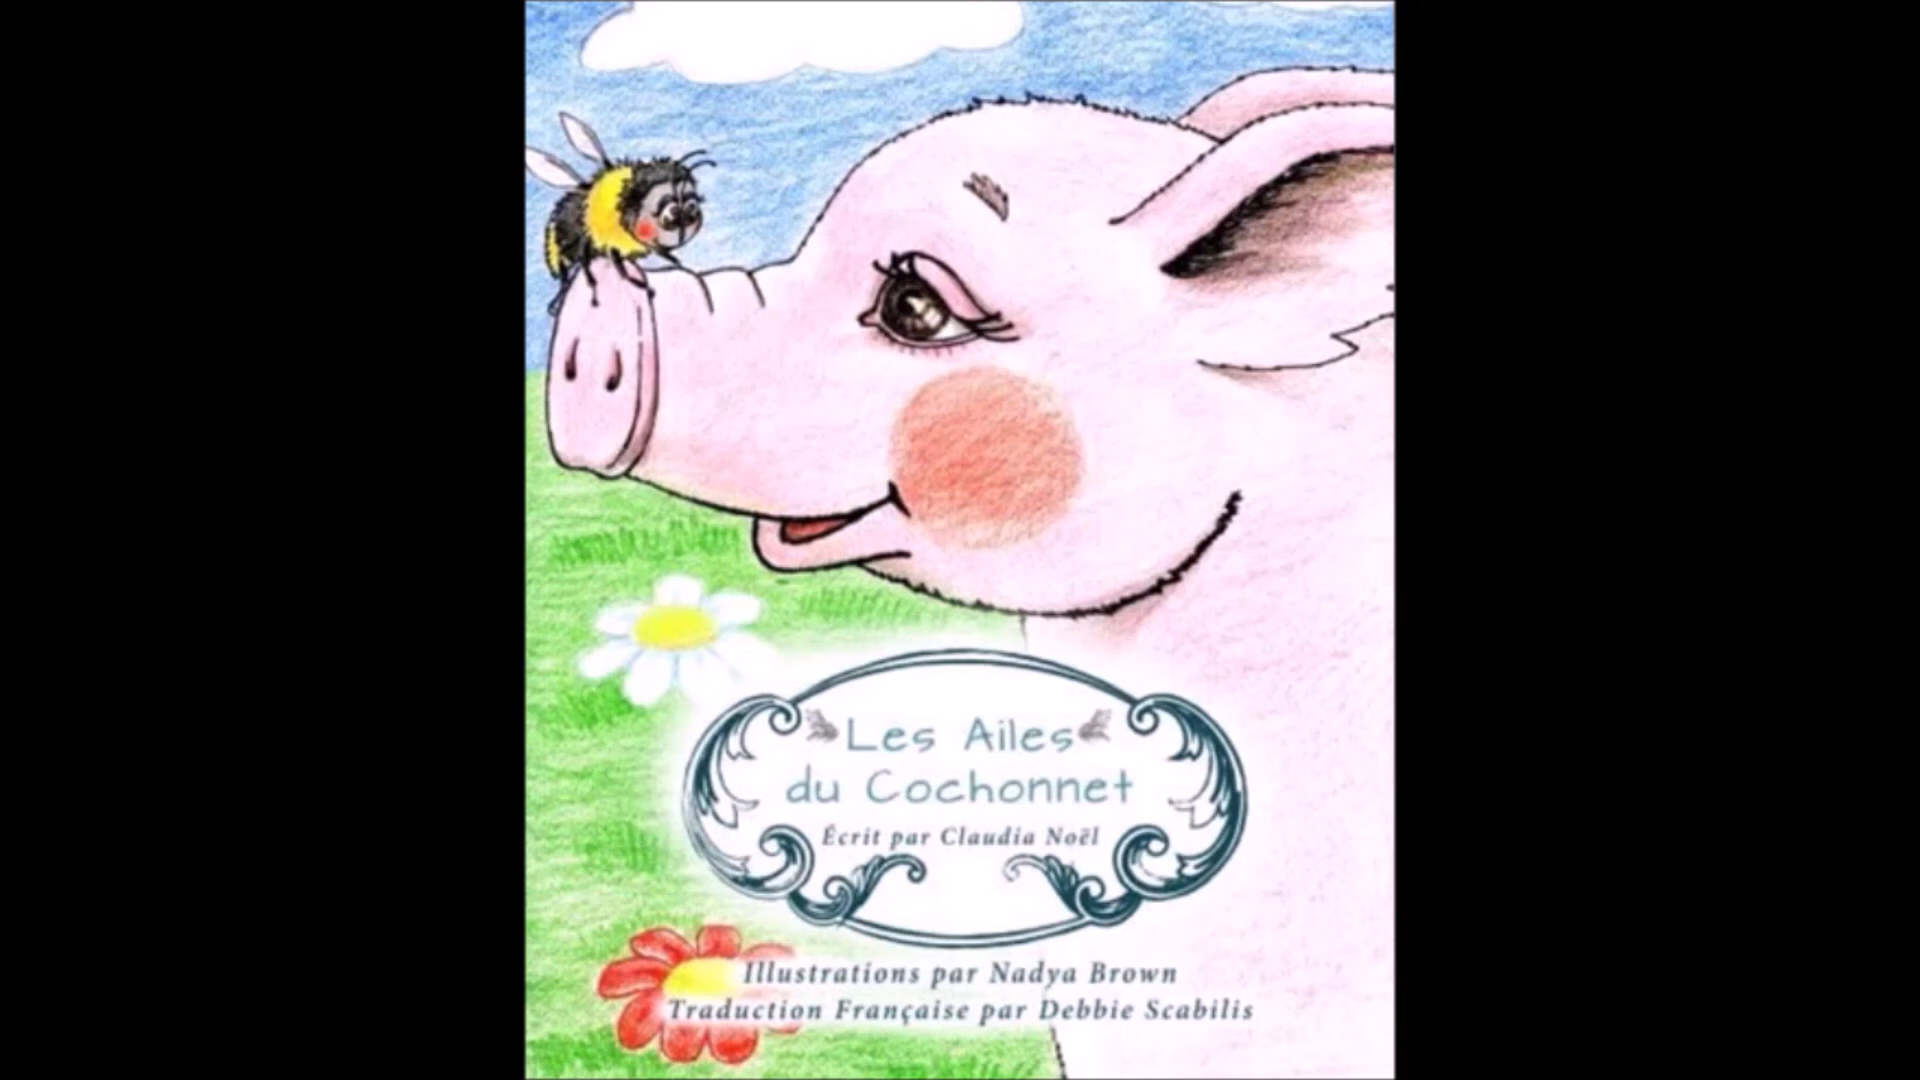 Les Ailes
du Cochonnet
Écrit par Claudia Noël
Illustrations par Nadya Brown
Traduction Française par Debbie Scabilis